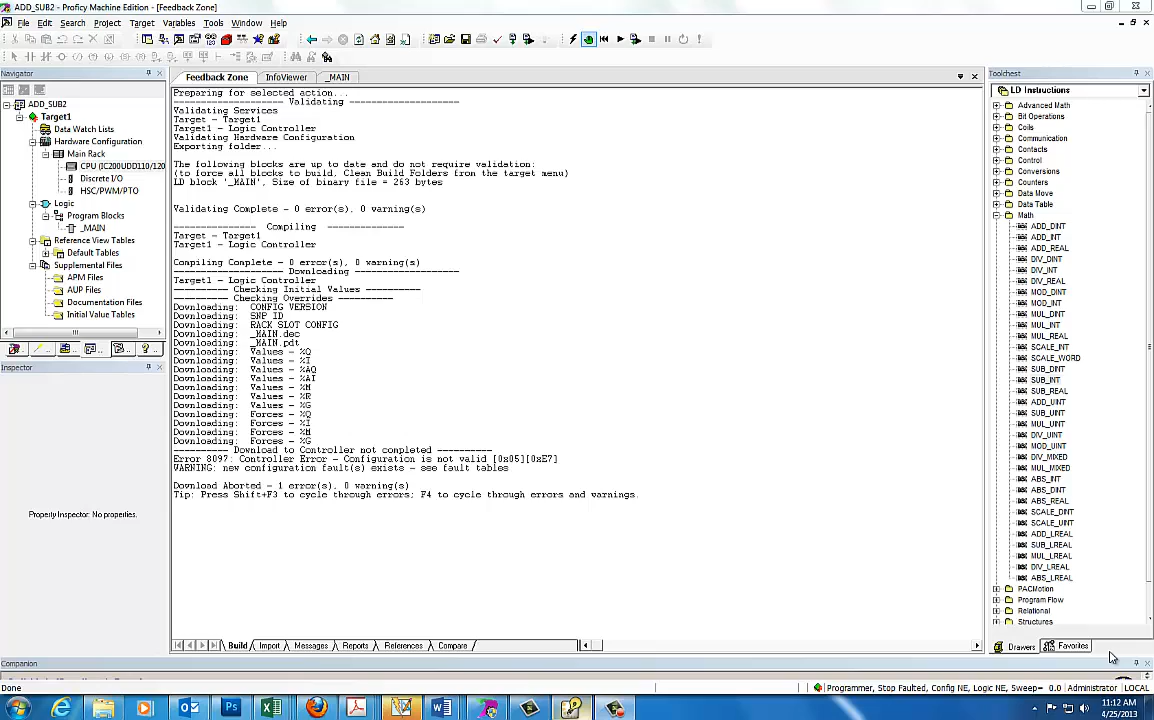 ADD_SUB2 - Proficy Machine Edition - [Feedback Zone]
File Edit Search Project Target Variables Tools Window Help
Navigator
ADD_SUB2
Target1
Data Watch Lists
Hardware Configuration
Main Rack
CPU (IC200UDD110/120
Discrete I/O
HSC/PWM/PTO
Logic
Program Blocks
_MAIN
Reference View Tables
Default Tables
Supplemental Files
APM Files
AUP Files
Documentation Files
Initial Value Tables
Inspector
Property Inspector: No properties.
Feedback Zone InfoViewer _MAIN
Preparing for selected action...
-------------------- Validating --------------------
Validating Services
Target - Target1
Target1 - Logic Controller
Validating Hardware Configuration
Exporting folder...
The following blocks are up to date and do not require validation:
(to force all blocks to build, Clean Build Folders from the target menu)
LD block '_MAIN', Size of binary file = 263 bytes
Validating Complete - 0 error(s), 0 warning(s)
--------------- Compiling --------------
Target - Target1
Target1 - Logic Controller
Compiling Complete - 0 error(s), 0 warning(s)
-------------------- Downloading --------------------
Target1 - Logic Controller
---------- Checking Initial Values ----------
---------- Checking Overrides ----------
Downloading: CONFIG VERSION
Downloading: SNP ID
Downloading: RACK SLOT CONFIG
Downloading: _MAIN.dec
Downloading: _MAIN.pdt
Downloading: Values - %Q
Downloading: Values - %I
Downloading: Values - %AQ
Downloading: Values - %AI
Downloading: Values - %M
Downloading: Values - %R
Downloading: Values - %G
Downloading: Forces - %Q
Downloading: Forces - %I
Downloading: Forces - %M
Downloading: Forces - %G
---------- Download to Controller not completed ----------
Error 8097: Controller Error - Configuration is not valid [0x05][0xE7]
WARNING: new configuration fault(s) exists - see fault tables
Download Aborted - 1 error(s), 0 warning(s)
Tip: Press Shift+F3 to cycle through errors; F4 to cycle through errors and warnings.
Build Import Messages Reports References Compare
Toolchest
LD Instructions
Advanced Math
Bit Operations
Coils
Communication
Contacts
Control
Conversions
Counters
Data Move
Data Table
Math
ADD_DINT
ADD_INT
ADD_REAL
DIV_DINT
DIV_INT
DIV_REAL
MOD_DINT
MOD_INT
MUL_DINT
MUL_INT
MUL_REAL
SCALE_INT
SCALE_WORD
SUB_DINT
SUB_INT
SUB_REAL
ADD_UINT
SUB_UINT
MUL_UINT
DIV_UINT
MOD_UINT
DIV_MIXED
MUL_MIXED
ABS_INT
ABS_DINT
ABS_REAL
SCALE_DINT
SCALE_UINT
ADD_LREAL
SUB_LREAL
MUL_LREAL
DIV_LREAL
ABS_LREAL
PACMotion
Program Flow
Relational
Structures
Drawers Favorites
Companion
Done
Programmer, Stop Faulted, Config NE, Logic NE, Sweep= 0.0 Administrator LOCAL
11:12 AM
4/25/2013